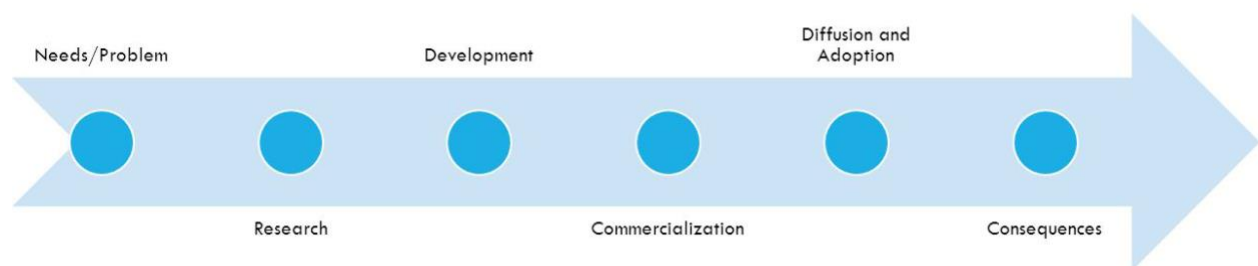 Needs/Problem
Research
Development
Commercialization
Diffusion and
Adoption
Consequences